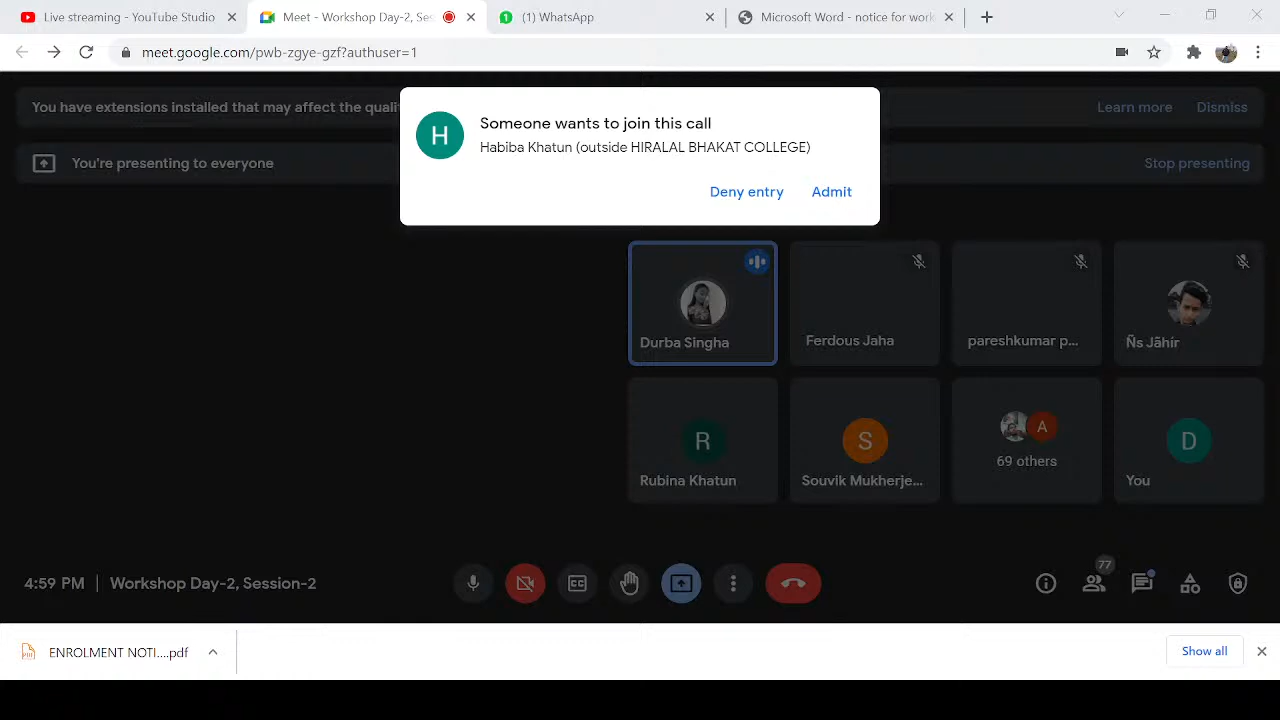 Live streaming - YouTube Studio
Meet - Workshop Day-2, Ses
(1) WhatsApp
Microsoft Word - notice for work
meet.google.com/pwb-zgye-gzf?authuser=1
You have extensions installed that may affect the quali
Learn more
Dismiss
H
Someone wants to join this call
Habiba Khatun (outside HIRALAL BHAKAT COLLEGE)
Deny entry
Admit
You're presenting to everyone
Stop presenting
Durba Singha
Ferdous Jaha
pareshkumar p...
Ñs Jāhír
R
Rubina Khatun
S
Souvik Mukherje...
A
69 others
D
You
4:59 PM | Workshop Day-2, Session-2
CC
77
ENROLMENT NOTI....pdf
Show all